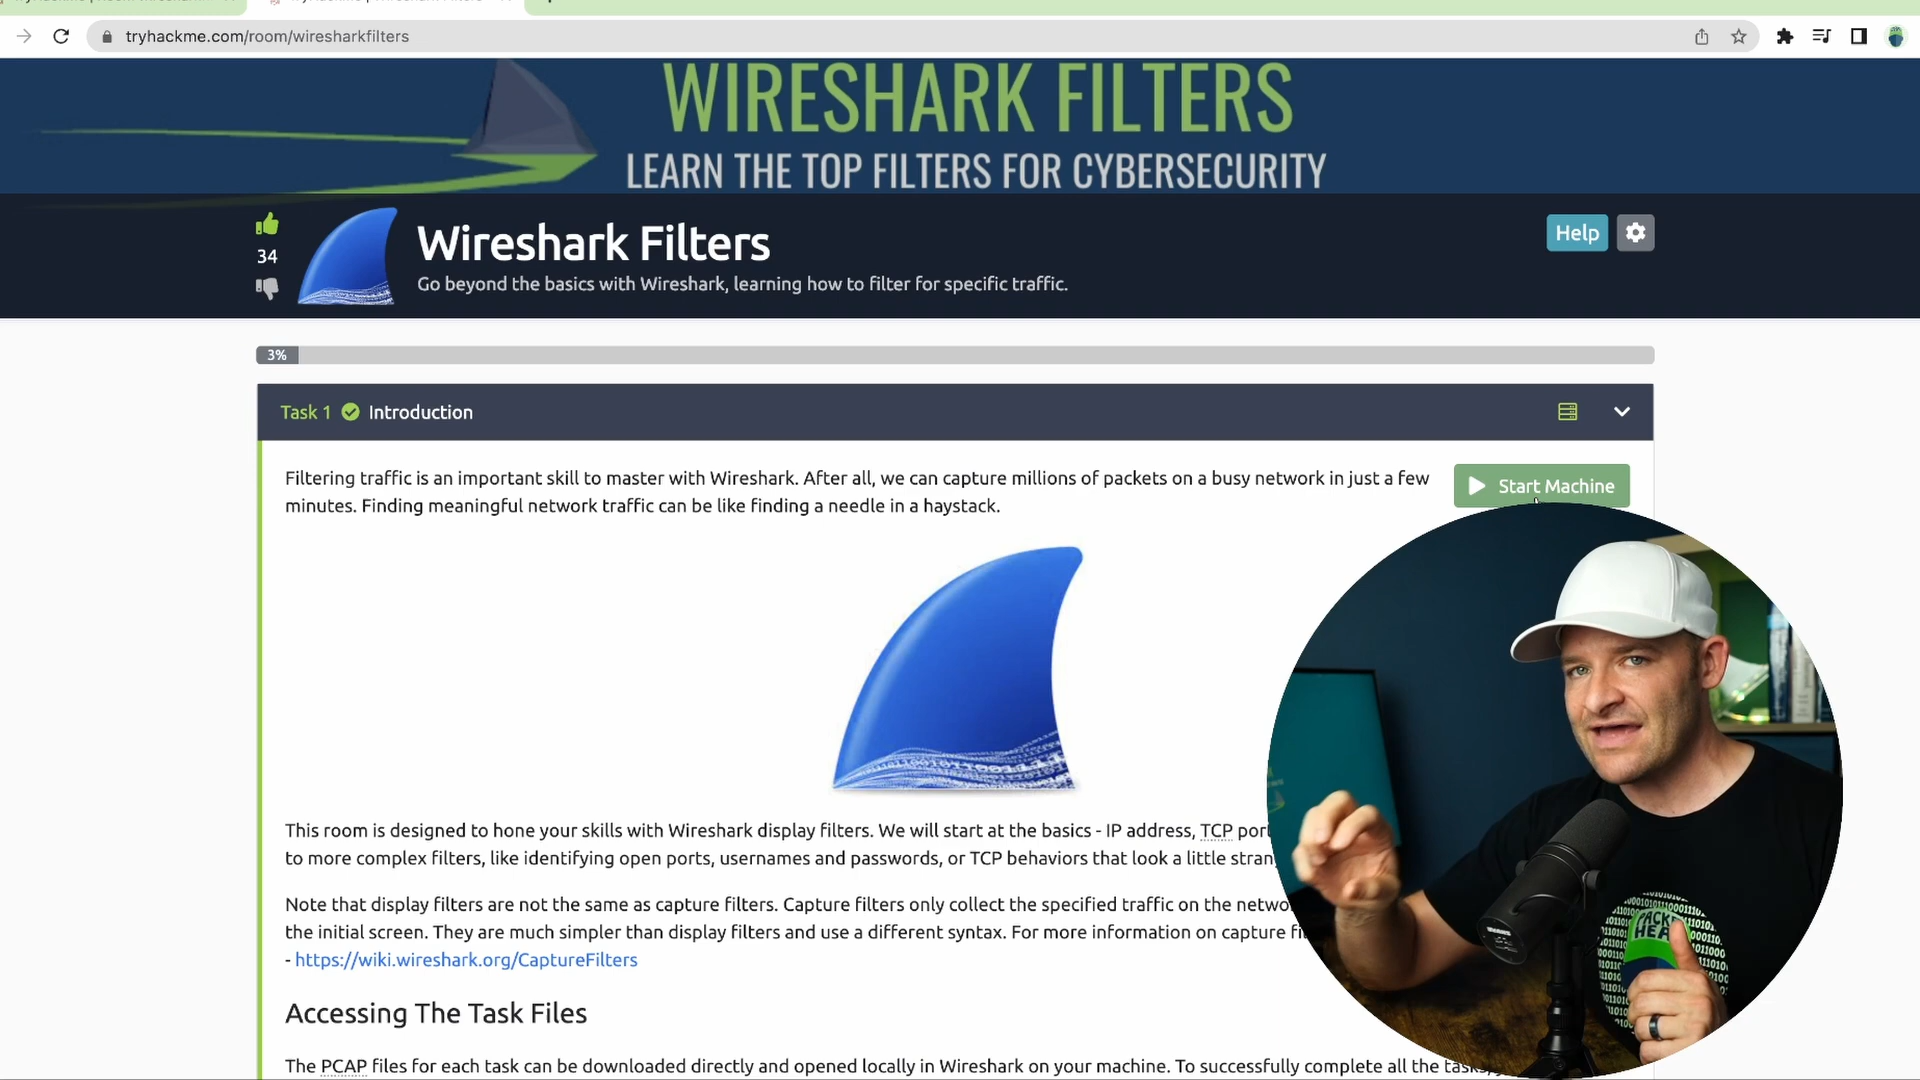 tryhackme.com/room/wiresharkfilters
WIRESHARK FILTERS
LEARN THE TOP FILTERS FOR CYBERSECURITY
34
Wireshark Filters
Go beyond the basics with Wireshark, learning how to filter for specific traffic.
Help
3%
Task 1 Introduction
Filtering traffic is an important skill to master with Wireshark. After all, we can capture millions of packets on a busy network in just a few
minutes. Finding meaningful network traffic can be like finding a needle in a haystack.
Start Machine
This room is designed to hone your skills with Wireshark display filters. We will start at the basics - IP address, TCP port
to more complex filters, like identifying open ports, usernames and passwords, or TCP behaviors that look a little
Note that display filters are not the same as capture filters. Capture filters only collect the specified traffic on the
the initial screen. They are much simpler than display filters and use a different syntax. For more information on capture
- https://wiki.wireshark.org/CaptureFilters
Accessing The Task Files
The PCAP files for each task can be downloaded directly and opened locally in Wireshark on your machine. To successfully complete all the tasks,